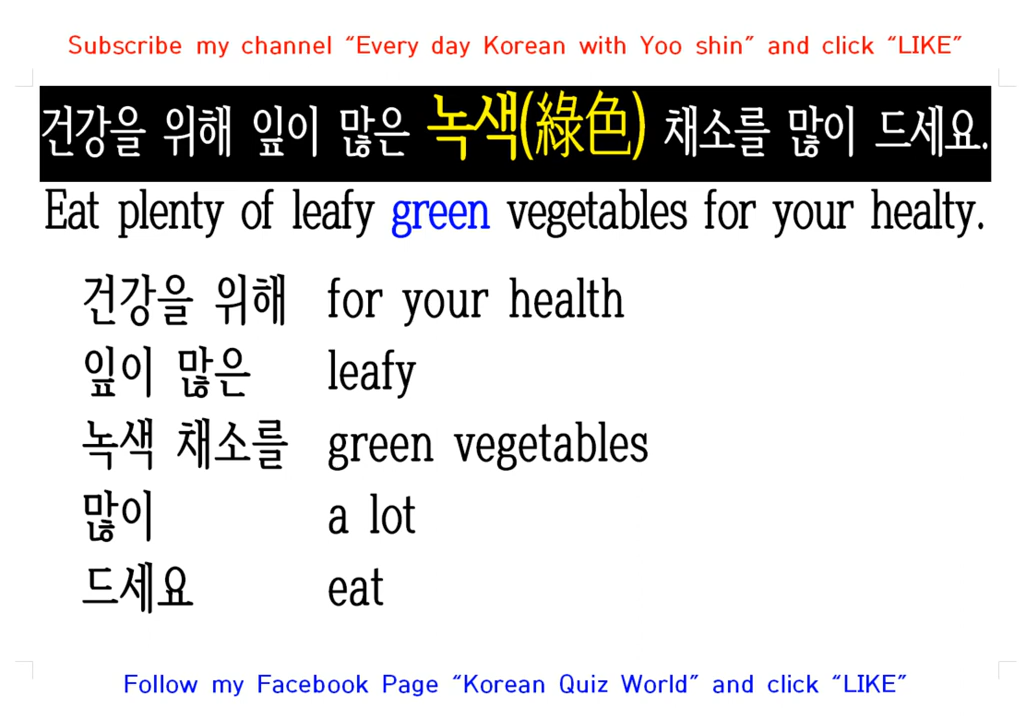 Subscribe my channel “Every day Korean with Yoo shin” and click “LIKE”
건강을 위해 잎이 많은 녹색(綠色) 채소를 많이 드세요.
Eat plenty of leafy green vegetables for your healty.
건강을 위해 for your health
잎이 많은 leafy
녹색 채소를 green vegetables
많이 a lot
드세요 eat
Follow my Facebook Page “Korean Quiz World” and click “LIKE”